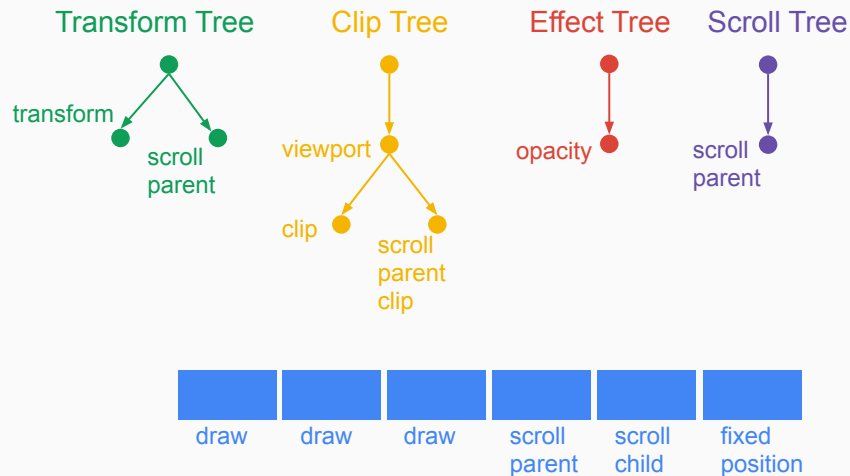 Transform Tree
Clip Tree
Effect Tree
Scroll Tree
transform
scroll
parent
viewport
clip
scroll
parent
clip
opacity
scroll
parent
draw
draw
draw
scroll
parent
scroll
child
fixed
position